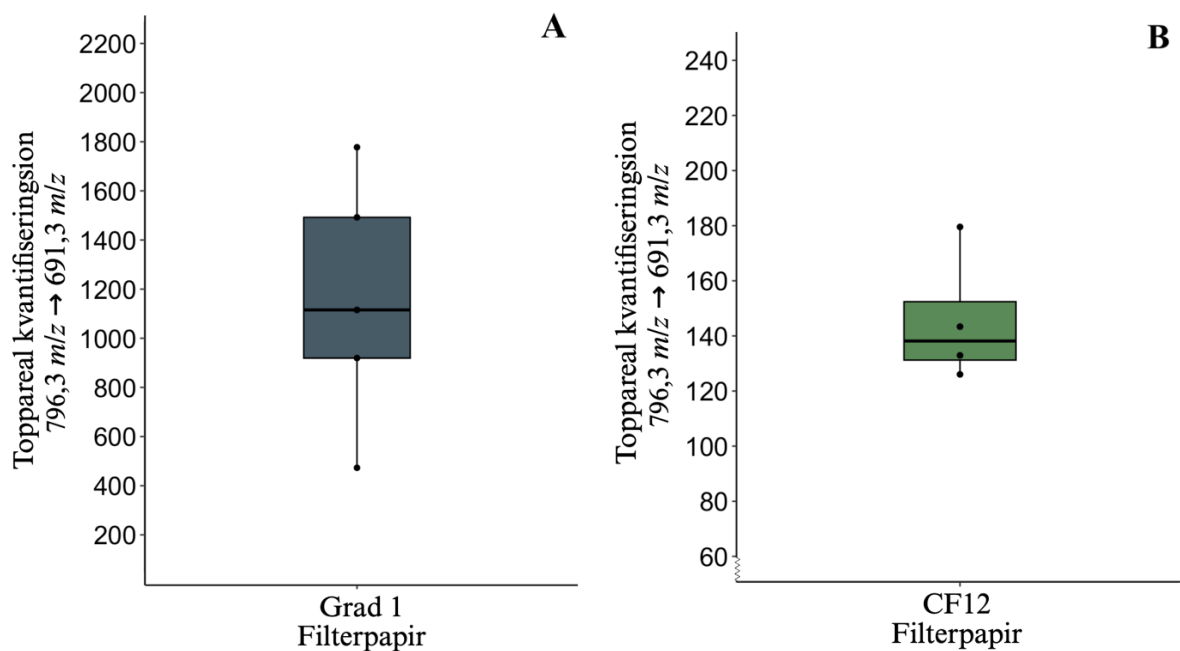 A
Toppareal kvantifiseringsion
796,3 m/z → 691,3 m/z
2200
2000
1800
1600
1400
1200
1000
800
600
400
200
Grad 1
Filterpapir
B
Toppareal kvantifiseringsion
796,3 m/z → 691,3 m/z
240
220
200
180
160
140
120
100
80
60
CF12
Filterpapir